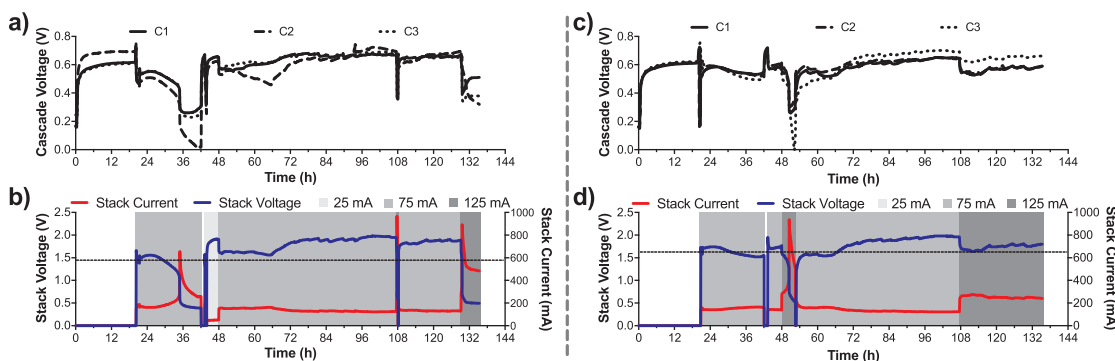 a)
C1 C2 C3
Cascade Voltage (V)
0.8
0.6
0.4
0.2
0.0
0 12 24 36 48 60 72 84 96 108 120 132 144
Time (h)
b)
Stack Current Stack Voltage 25 mA 75 mA 125 mA
Stack Voltage (V)
2.5
2.0
1.5
1.0
0.5
0.0
1000
800
600
400
200
0
Stack Current (mA)
0 12 24 36 48 60 72 84 96 108 120 132 144
Time (h)
c)
C1 C2 C3
Cascade Voltage (V)
0.8
0.6
0.4
0.2
0.0
0 12 24 36 48 60 72 84 96 108 120 132 144
Time (h)
d)
Stack Current Stack Voltage 25 mA 75 mA 125 mA
Stack Voltage (V)
2.5
2.0
1.5
1.0
0.5
0.0
1000
800
600
400
200
0
Stack Current (mA)
0 12 24 36 48 60 72 84 96 108 120 132 144
Time (h)